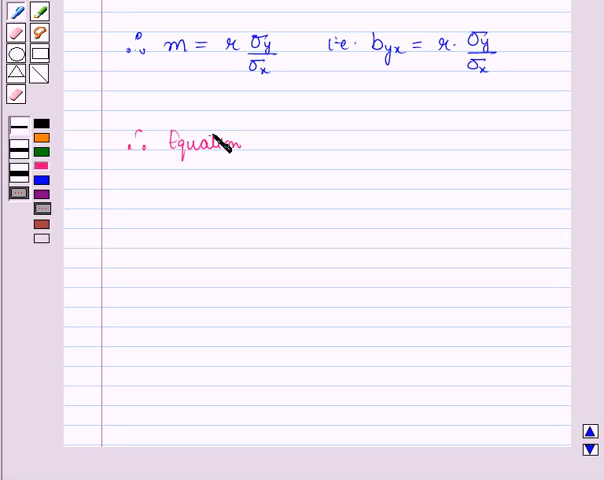 ∴ m = r σy/σx i.e. byx = r. σy/σx
∴ Equation